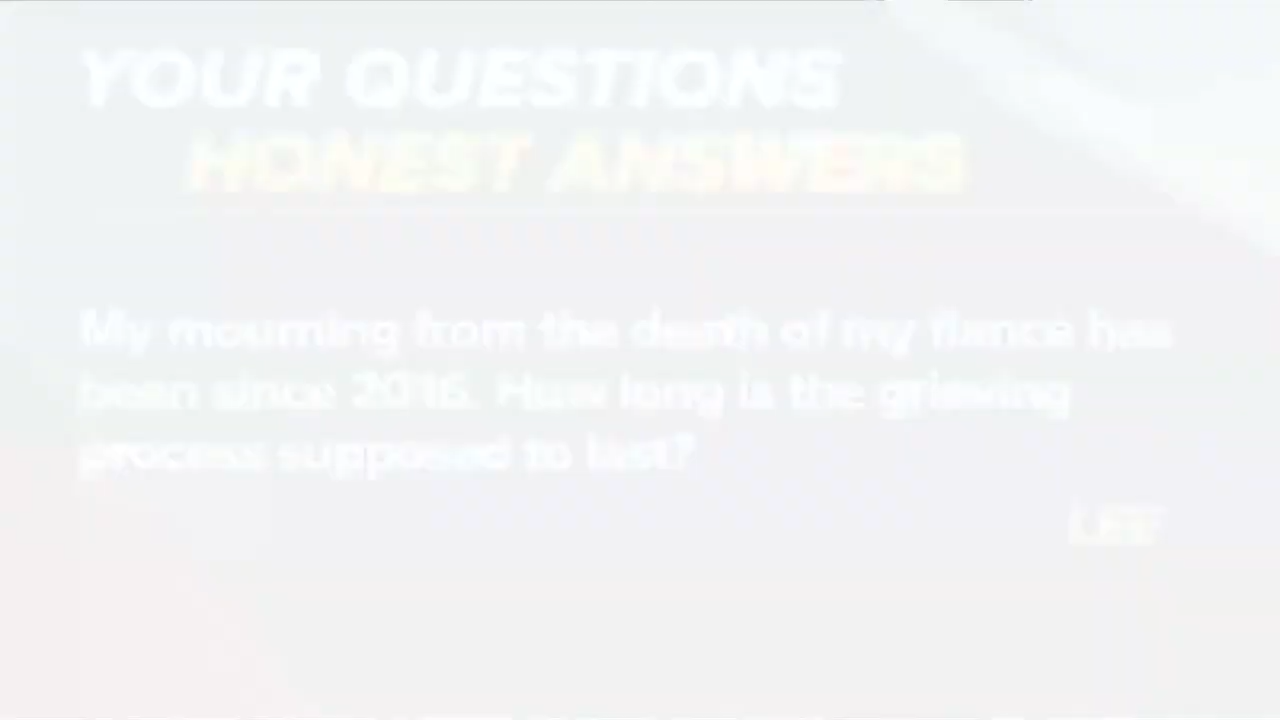 YOUR QUESTIONS
HONEST ANSWERS
My mourning from the death of my fiance has
been since 2016. How long is the grieving
process supposed to last?
LEE